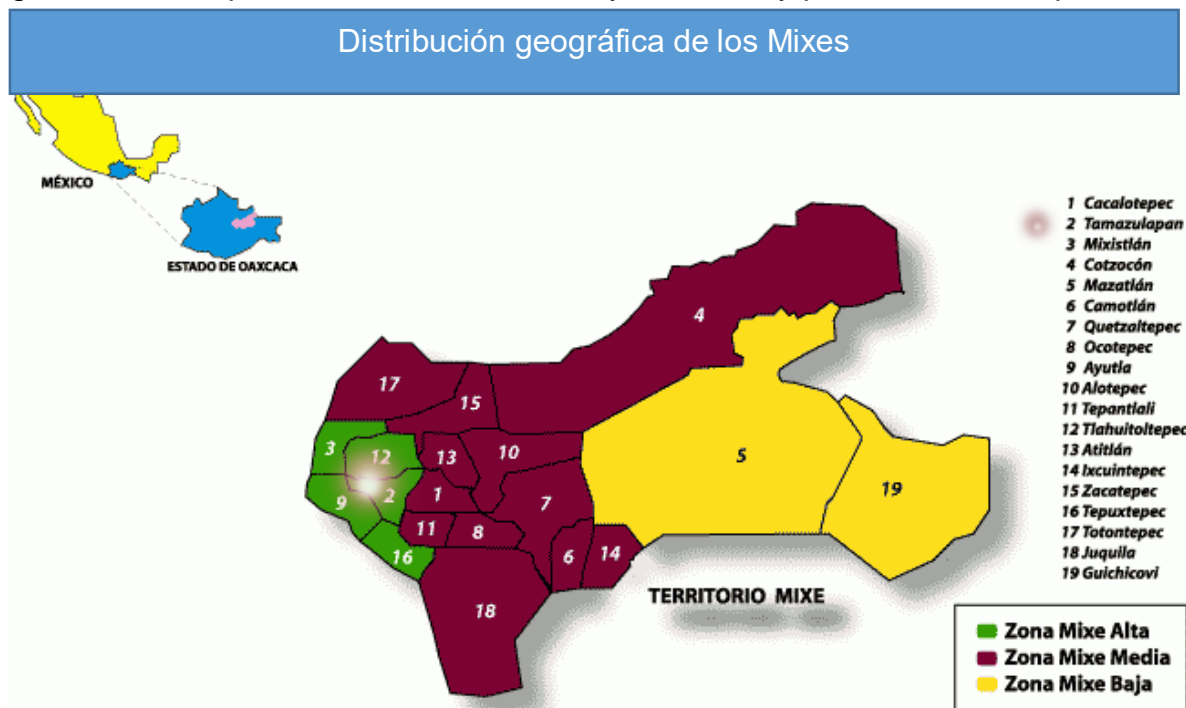 Distribución geográfica de los Mixes
MÉXICO
ESTADO DE OAXCACA
1 Cacalotepec
2 Tamazulapan
3 Mixistlán
4 Cotzocón
5 Mazatlán
6 Camotlán
7 Quetzaltepec
8 Ocotepec
9 Ayutla
10 Alotepec
11 Tepantlali
12 Tlahuitoltepec
13 Atitlán
14 Ixcuintepec
15 Zacatepec
16 Tepuxtepec
17 Totontepec
18 Juquila
19 Guichicovi
4
17
15
3
12
13
10
5
19
9
2
1
7
11
8
16
6
14
18
TERRITORIO MIXE
Zona Mixe Alta
Zona Mixe Media
Zona Mixe Baja